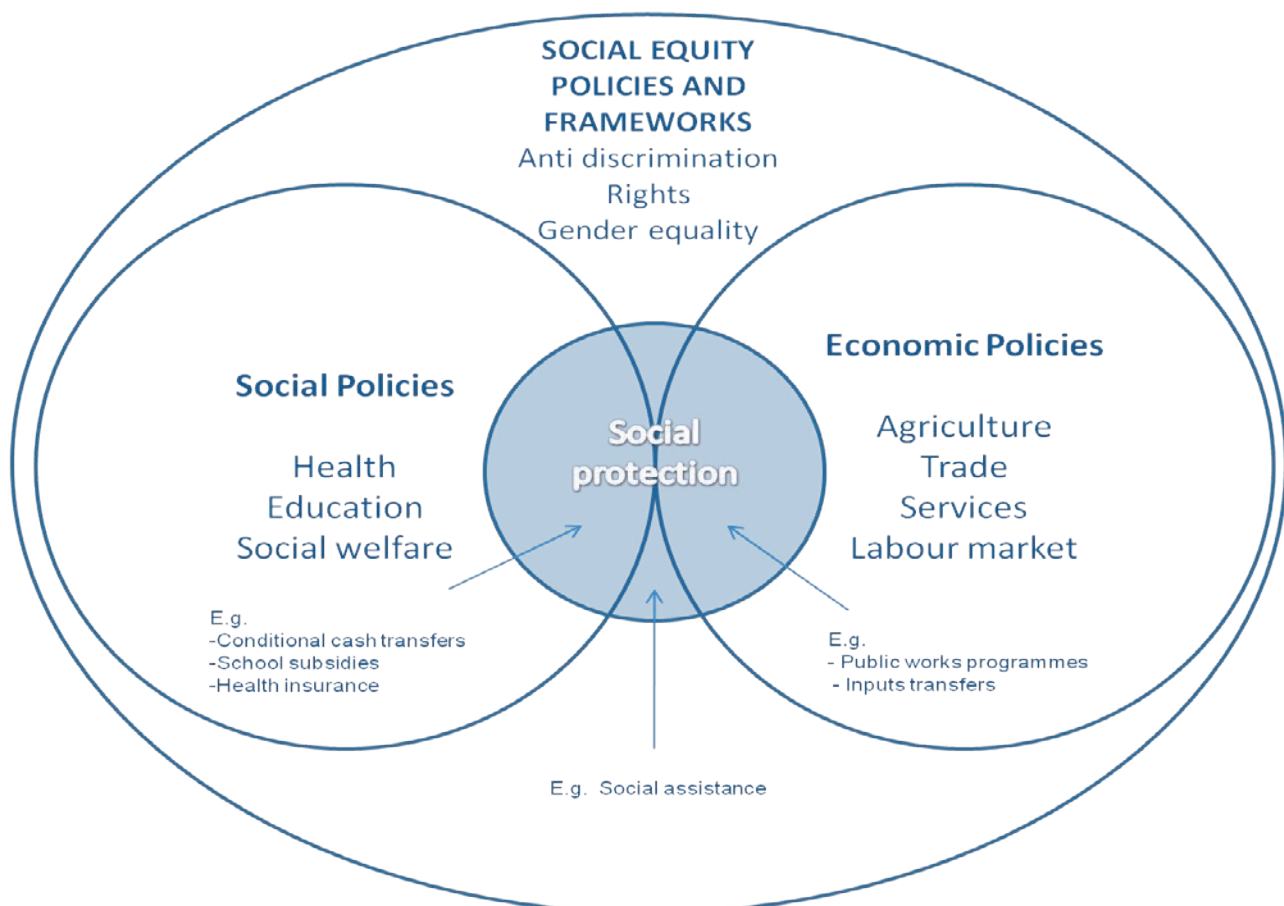 SOCIAL EQUITY
POLICIES AND
FRAMEWORKS
Anti discrimination
Rights
Gender equality
Social Policies
Health
Education
Social welfare
E.g.
-Conditional cash transfers
-School subsidies
-Health insurance
Social
protection
Economic Policies
Agriculture
Trade
Services
Labour market
E.g.
- Public works programmes
- Inputs transfers
E.g. Social assistance